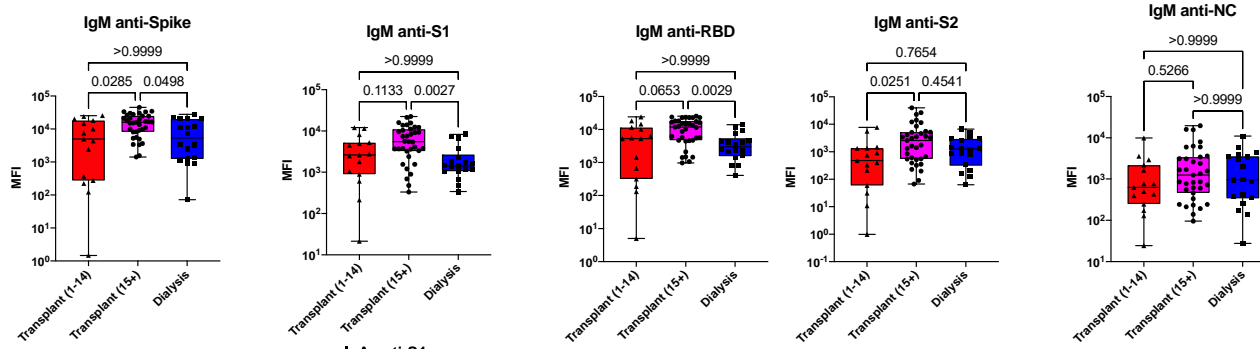 IgM anti-Spike
>0.9999
0.0285 0.0498
MFI
10⁵
10⁴
10³
10²
10¹
10⁰
Transplant (1-14)
Transplant (15+)
Dialysis
IgM anti-S1
>0.9999
0.1133 0.0027
MFI
10⁵
10⁴
10³
10²
10¹
Transplant (1-14)
Transplant (15+)
Dialysis
IgM anti-RBD
>0.9999
0.0653 0.0029
MFI
10⁵
10⁴
10³
10²
10¹
10⁰
Transplant (1-14)
Transplant (15+)
Dialysis
IgM anti-S2
0.7654
0.0251 0.4541
MFI
10⁵
10⁴
10³
10²
10¹
10⁰
10⁻¹
Transplant (1-14)
Transplant (15+)
Dialysis
IgM anti-NC
>0.9999
0.5266
>0.9999
MFI
10⁵
10⁴
10³
10²
10¹
Transplant (1-14)
Transplant (15+)
Dialysis